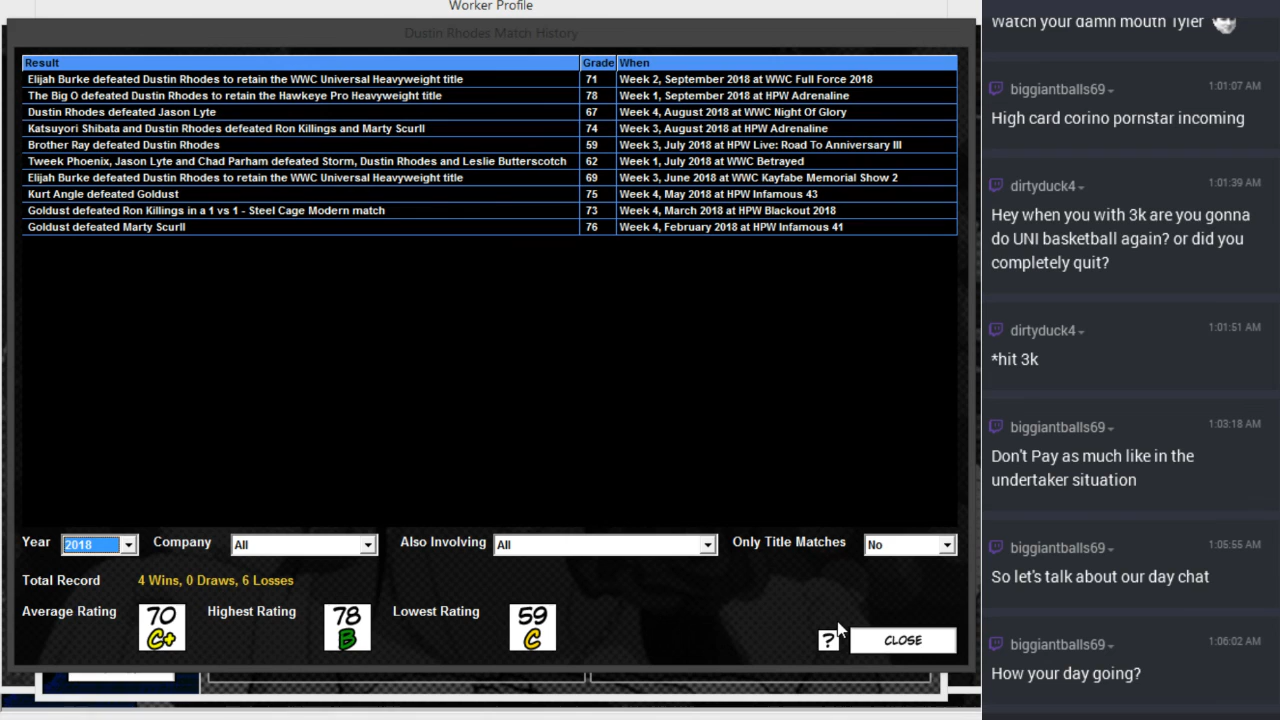 Worker Profile
Dustin Rhodes Match History
Result Grade When
Elijah Burke defeated Dustin Rhodes to retain the WWC Universal Heavyweight title 71 Week 2, September 2018 at WWC Full Force 2018
The Big O defeated Dustin Rhodes to retain the Hawkeye Pro Heavyweight title 78 Week 1, September 2018 at HPW Adrenaline
Dustin Rhodes defeated Jason Lyte 67 Week 4, August 2018 at WWC Night Of Glory
Katsuyori Shibata and Dustin Rhodes defeated Ron Killings and Marty Scurll 74 Week 3, August 2018 at HPW Adrenaline
Brother Ray defeated Dustin Rhodes 59 Week 3, July 2018 at HPW Live: Road To Anniversary III
Tweek Phoenix, Jason Lyte and Chad Parham defeated Storm, Dustin Rhodes and Leslie Butterscotch 62 Week 1, July 2018 at WWC Betrayed
Elijah Burke defeated Dustin Rhodes to retain the WWC Universal Heavyweight title 69 Week 3, June 2018 at WWC Kayfabe Memorial Show 2
Kurt Angle defeated Goldust 75 Week 4, May 2018 at HPW Infamous 43
Goldust defeated Ron Killings in a 1 vs 1 - Steel Cage Modern match 73 Week 4, March 2018 at HPW Blackout 2018
Goldust defeated Marty Scurll 76 Week 4, February 2018 at HPW Infamous 41
Year 2018 Company All Also Involving All Only Title Matches No
Total Record 4 Wins, 0 Draws, 6 Losses
Average Rating 70 C+ Highest Rating 78 B Lowest Rating 59 C
? CLOSE
Watch your damn mouth Tyler
biggiantballs69 1:01:07 AM
High card corino pornstar incoming
dirtyduck4 1:01:39 AM
Hey when you with 3k are you gonna
do UNI basketball again? or did you
completely quit?
dirtyduck4 1:01:51 AM
*hit 3k
biggiantballs69 1:03:18 AM
Don't Pay as much like in the
undertaker situation
biggiantballs69 1:05:55 AM
So let's talk about our day chat
biggiantballs69 1:06:02 AM
How your day going?